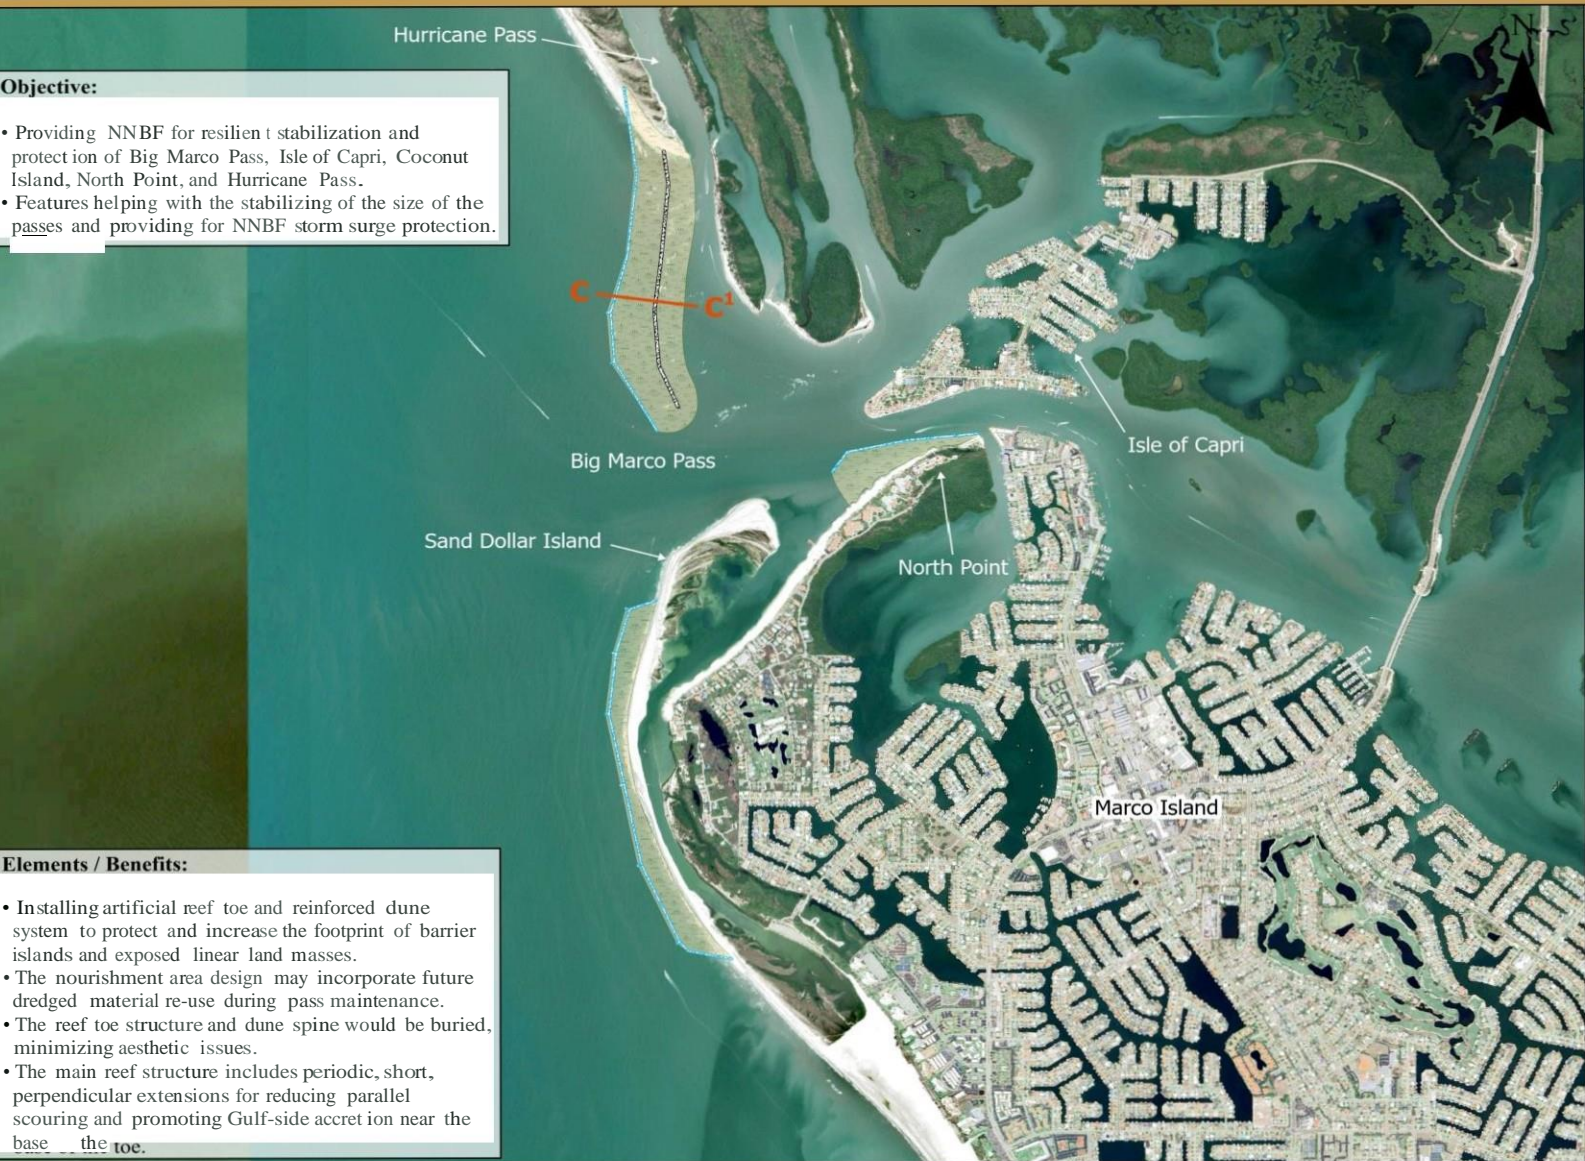 Hurricane Pass
N
Objective:
• Providing NNBF for resilient stabilization and
protection of Big Marco Pass, Isle of Capri, Coconut
Island, North Point, and Hurricane Pass.
• Features helping with the stabilizing of the size of the
passes and providing for NNBF storm surge protection.
C
C¹
Isle of Capri
Big Marco Pass
Sand Dollar Island
North Point
Marco Island
Elements / Benefits:
• Installing artificial reef toe and reinforced dune
system to protect and increase the footprint of barrier
islands and exposed linear land masses.
• The nourishment area design may incorporate future
dredged material re-use during pass maintenance.
• The reef toe structure and dune spine would be buried,
minimizing aesthetic issues.
• The main reef structure includes periodic, short,
perpendicular extensions for reducing parallel
scouring and promoting Gulf-side accretion near the
base of the toe.